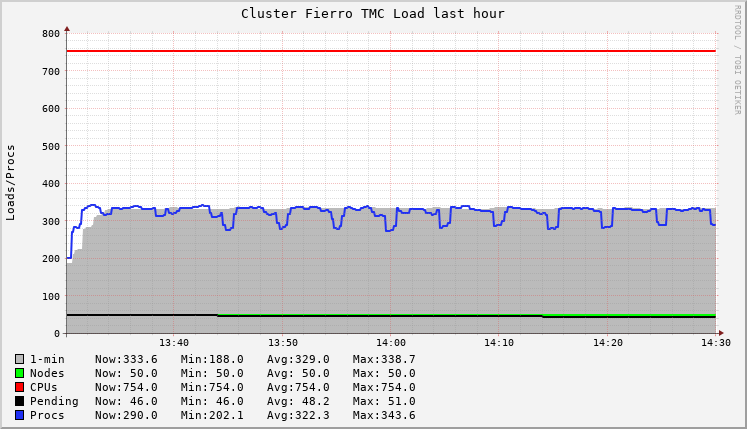 Cluster Fierro TMC Load last hour
RRDTOOL / TOBI OETIKER
Loads/Procs
800
700
600
500
400
300
200
100
0
13:40 13:50 14:00 14:10 14:20 14:30
1-min Now:333.6 Min:188.0 Avg:329.0 Max:338.7
Nodes Now: 50.0 Min: 50.0 Avg: 50.0 Max: 50.0
CPUs Now:754.0 Min:754.0 Avg:754.0 Max:754.0
Pending Now: 46.0 Min: 46.0 Avg: 48.2 Max: 51.0
Procs Now:290.0 Min:202.1 Avg:322.3 Max:343.6